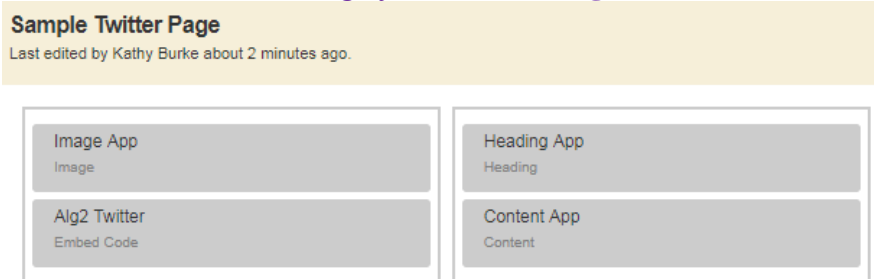 Sample Twitter Page
Last edited by Kathy Burke about 2 minutes ago.
Image App
Image
Alg2 Twitter
Embed Code
Heading App
Heading
Content App
Content